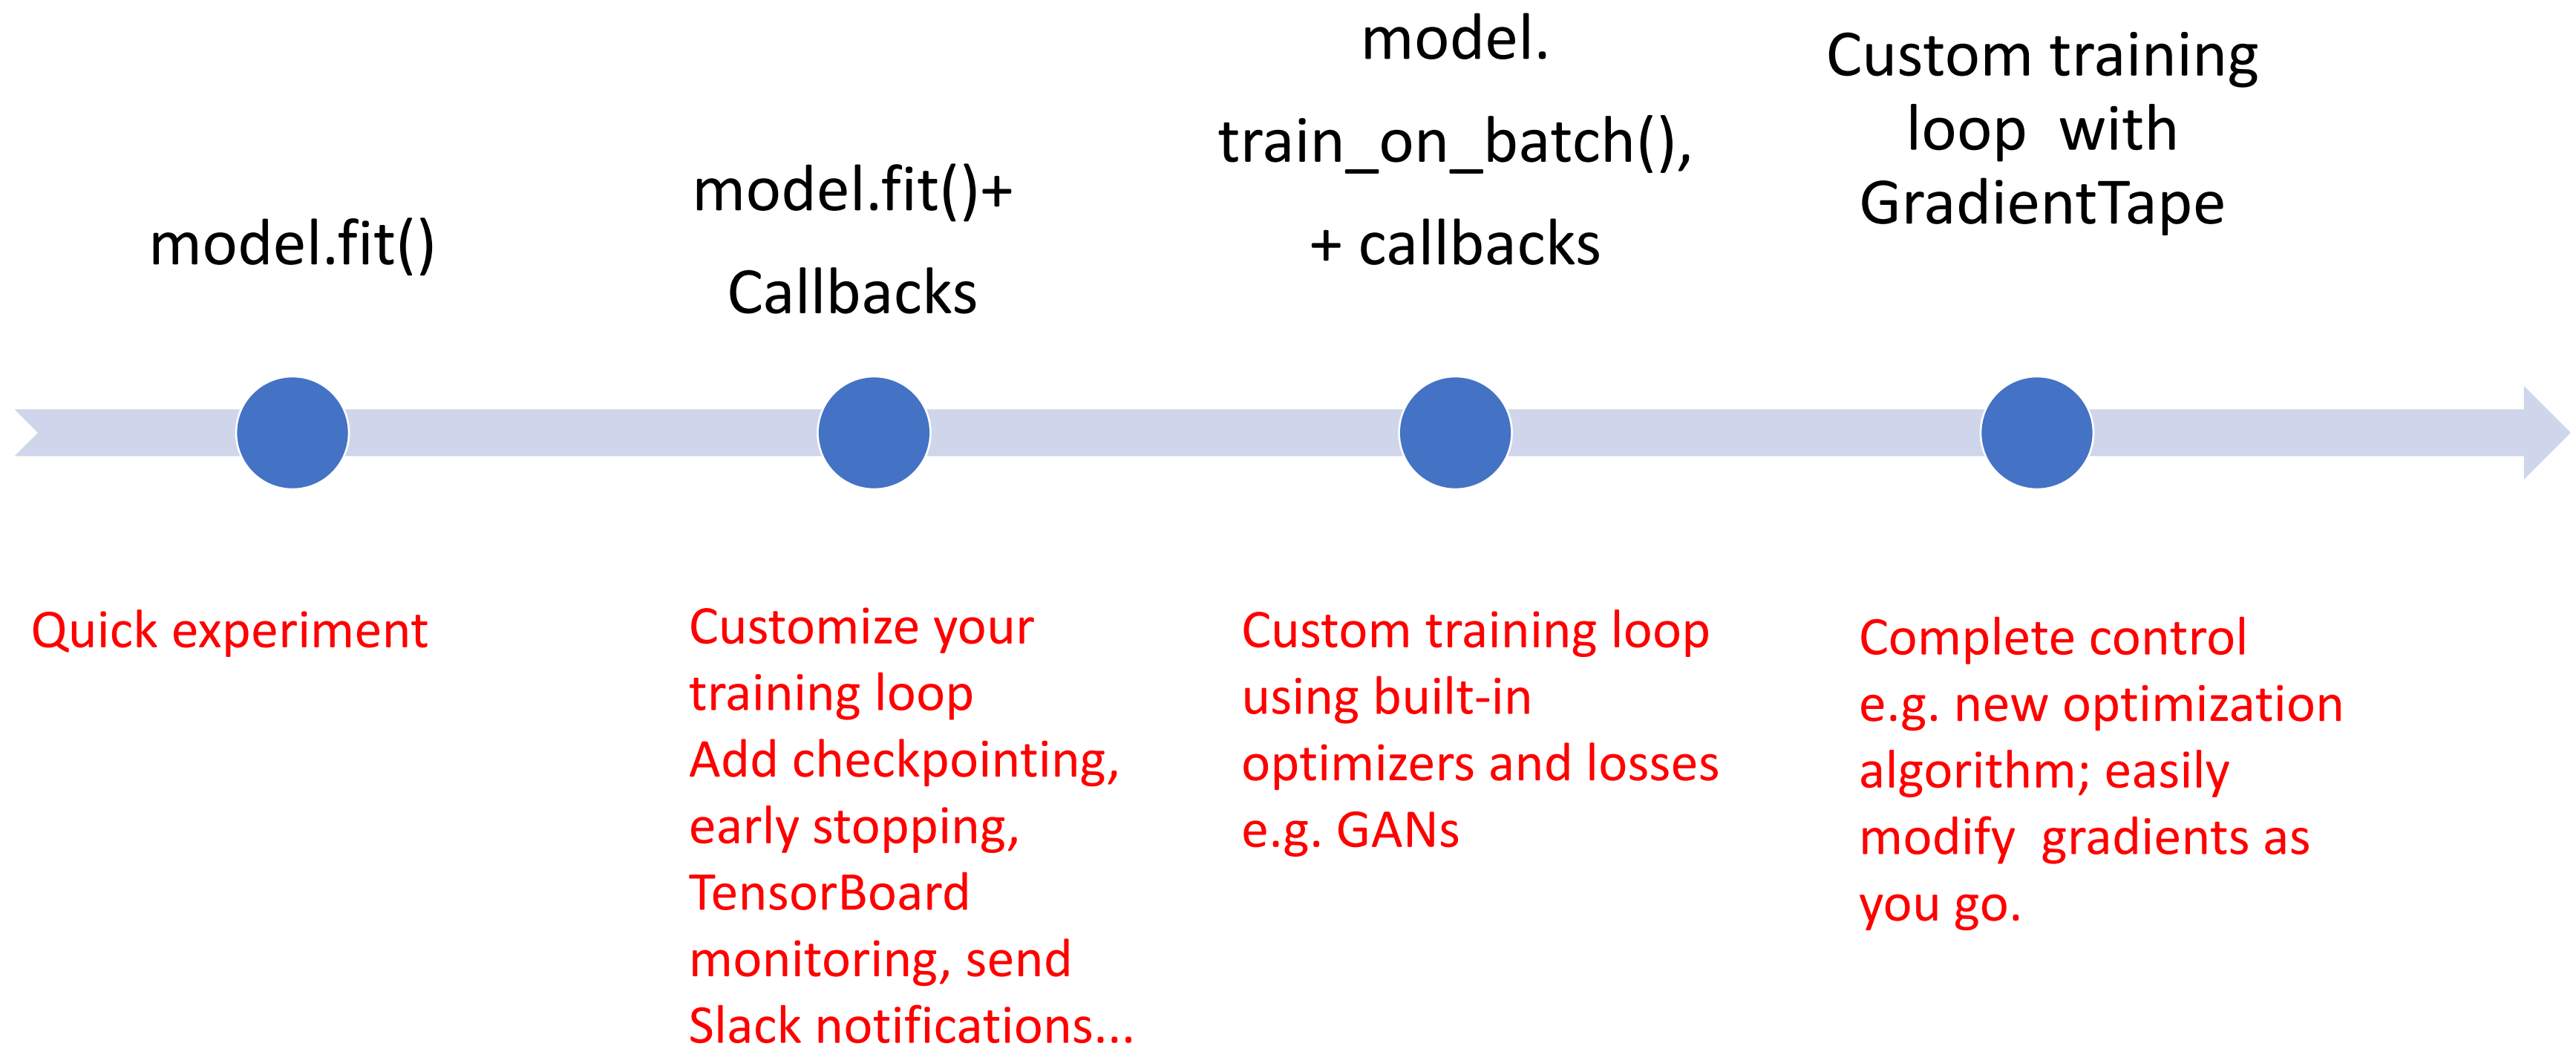 model.fit()
model.fit()+
Callbacks
model.
train_on_batch(),
+ callbacks
Custom training
loop  with
GradientTape
Quick experiment
Customize your
training loop
Add checkpointing,
early stopping,
TensorBoard
monitoring, send
Slack notifications...
Custom training loop
using built-in
optimizers and losses
e.g. GANs
Complete control
e.g. new optimization
algorithm; easily
modify  gradients as
you go.